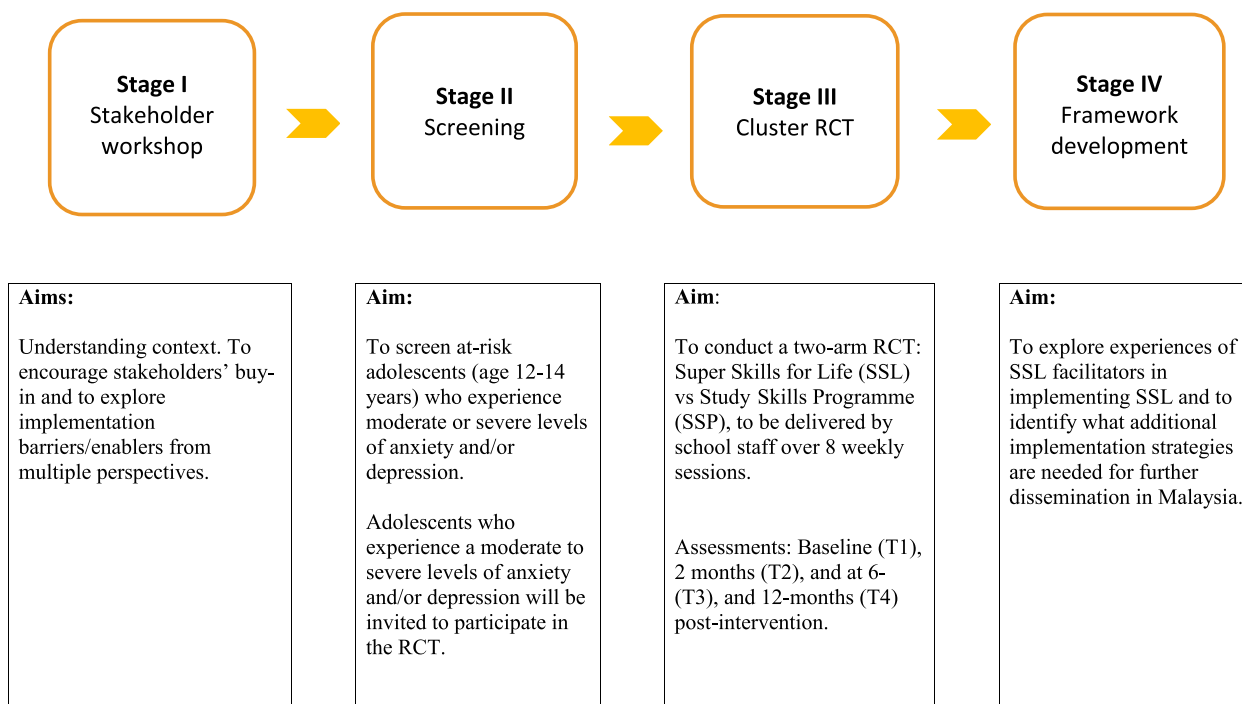 Stage I
Stakeholder
workshop
Stage II
Screening
Stage III
Cluster RCT
Stage IV
Framework
development
Aims:
Understanding context. To
encourage stakeholders’ buy-
in and to explore
implementation
barriers/enablers from
multiple perspectives.
Aim:
To screen at-risk
adolescents (age 12-14
years) who experience
moderate or severe levels
of anxiety and/or
depression.
Adolescents who
experience a moderate to
severe levels of anxiety
and/or depression will be
invited to participate in
the RCT.
Aim:
To conduct a two-arm RCT:
Super Skills for Life (SSL)
vs Study Skills Programme
(SSP), to be delivered by
school staff over 8 weekly
sessions.
Assessments: Baseline (T1),
2 months (T2), and at 6-
(T3), and 12-months (T4)
post-intervention.
Aim:
To explore experiences of
SSL facilitators in
implementing SSL and to
identify what additional
implementation strategies
are needed for further
dissemination in Malaysia.